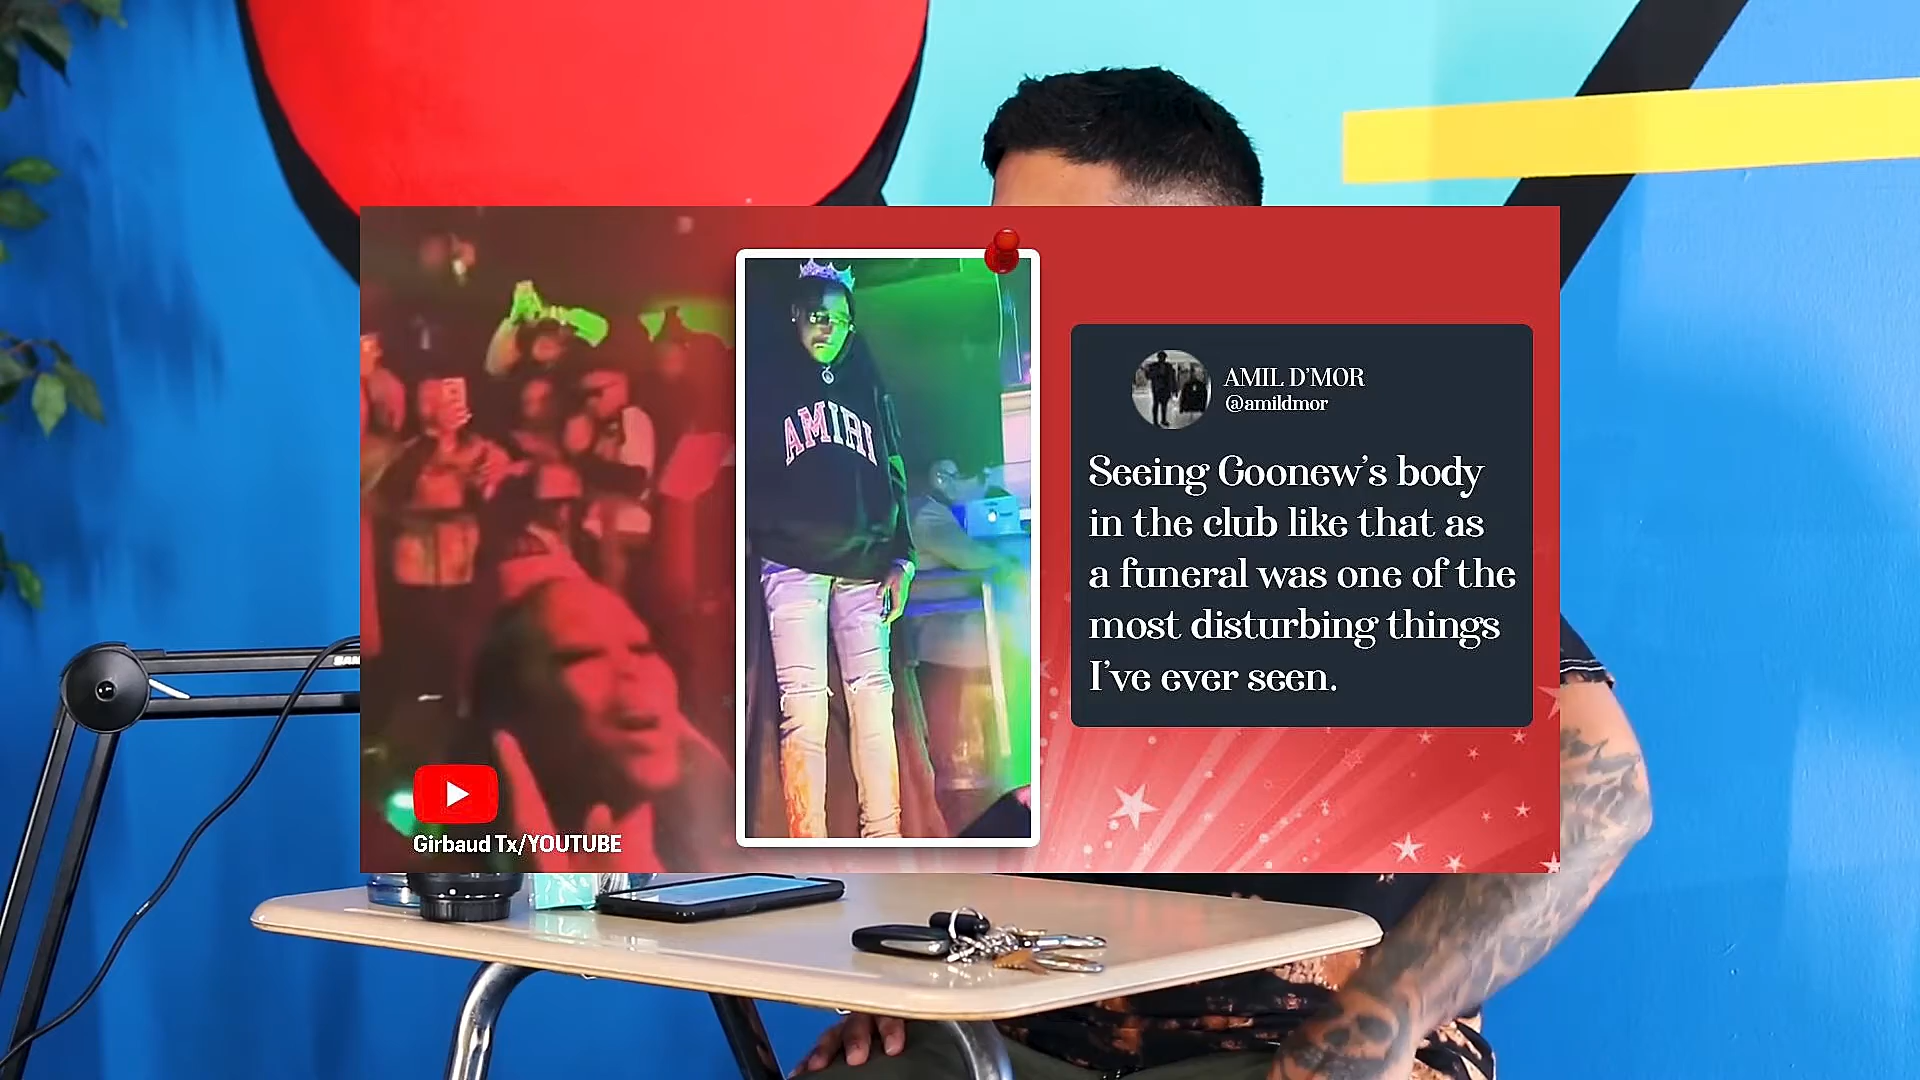 AMIRI
AMIL D'MOR
@amildmor
Seeing Goonew's body
in the club like that as
a funeral was one of the
most disturbing things
I've ever seen.
Girbaud Tx/YOUTUBE